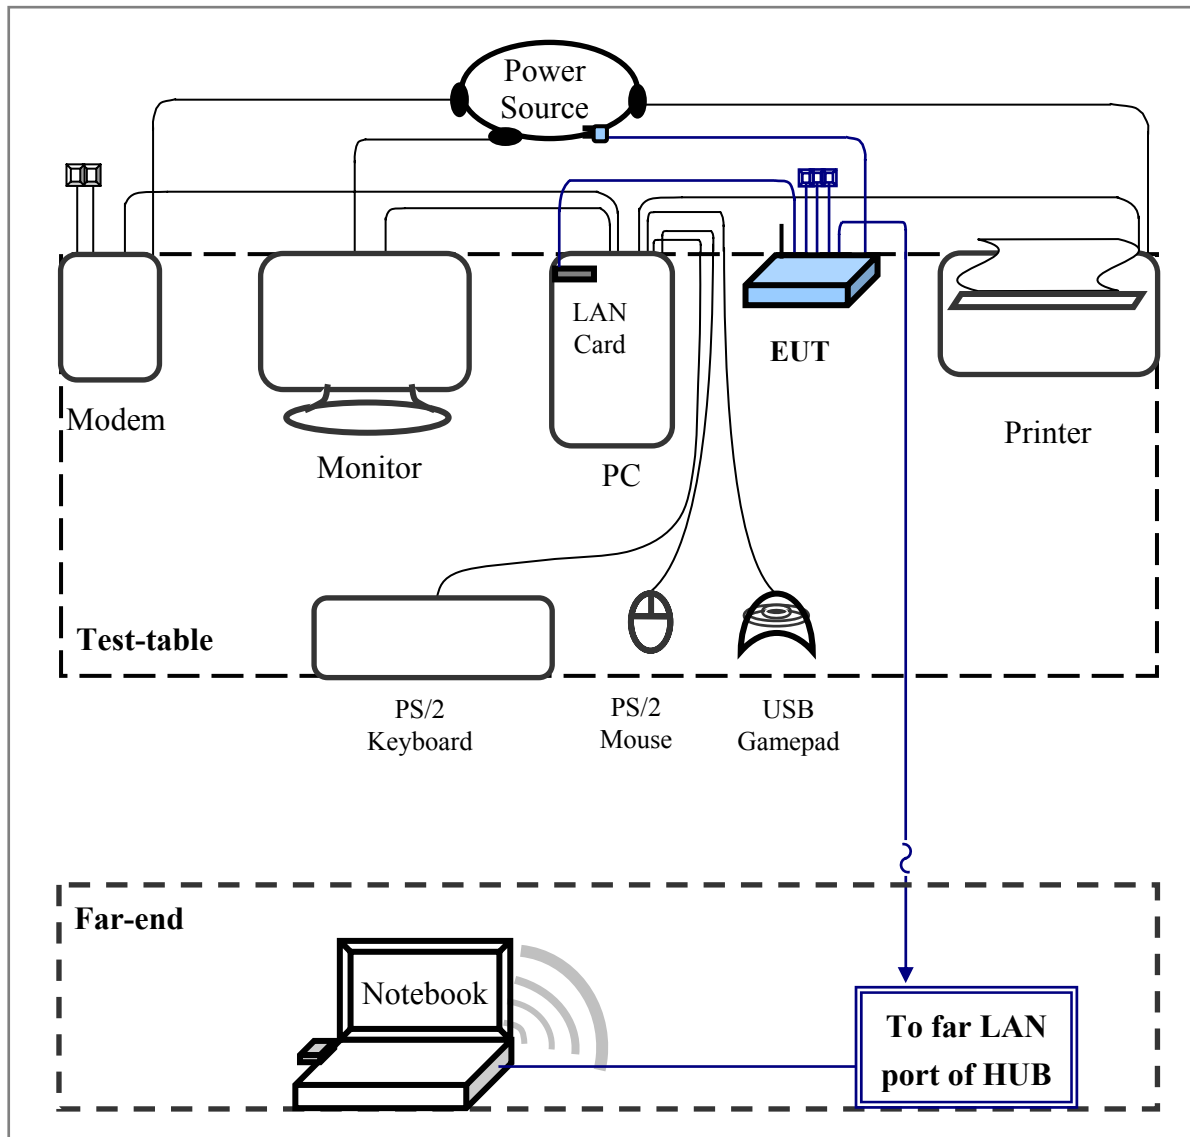 Power
Source
LAN
Card
EUT
Modem
Monitor
PC
Printer
Test-table
PS/2
Keyboard
PS/2
Mouse
USB
Gamepad
Far-end
Notebook
To far LAN
port of HUB